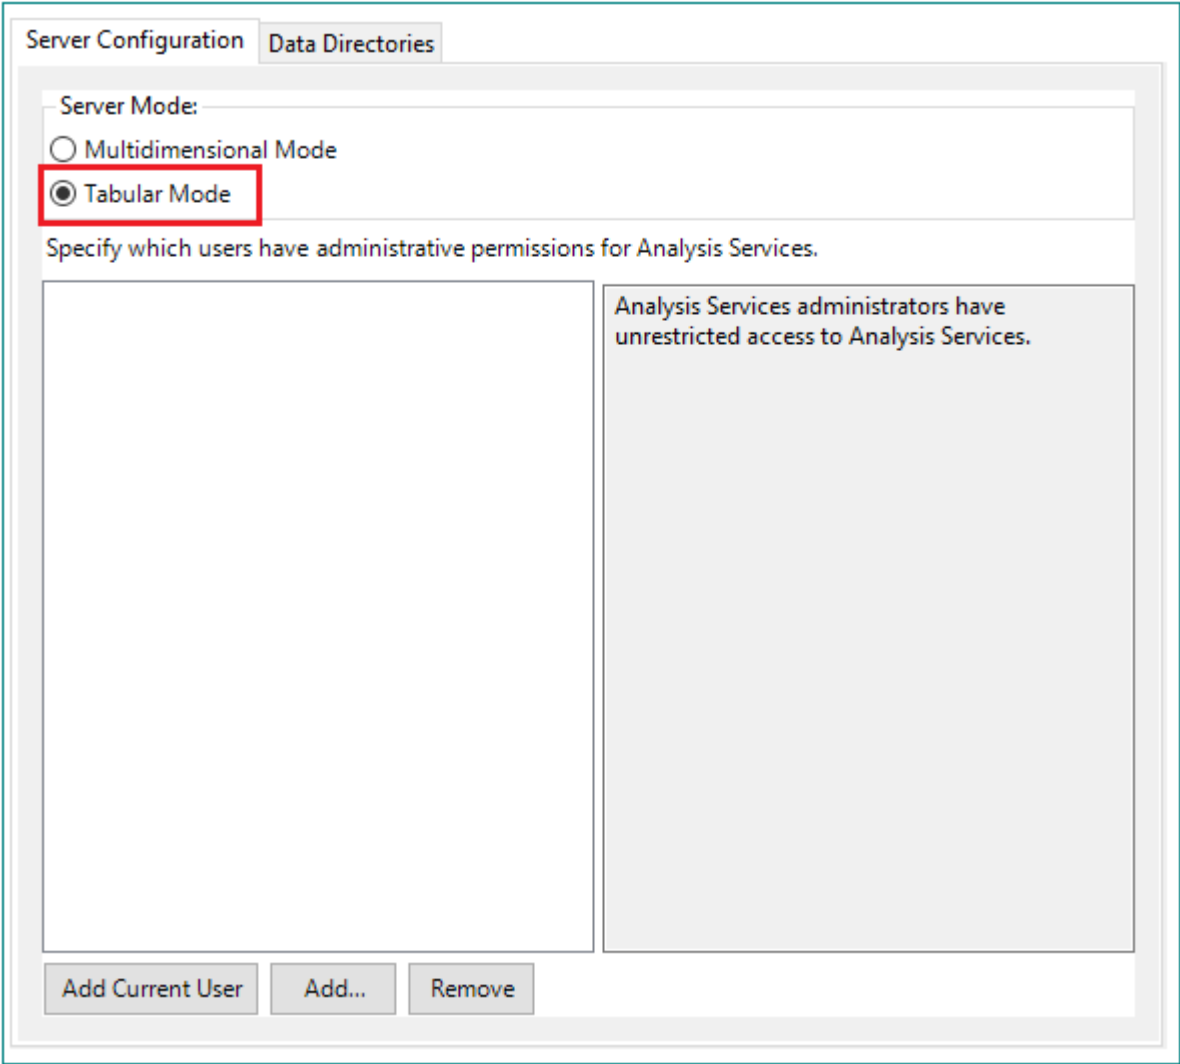 Server Configuration
Data Directories
Server Mode:
Multidimensional Mode
Tabular Mode
Specify which users have administrative permissions for Analysis Services.
Analysis Services administrators have
unrestricted access to Analysis Services.
Add Current User
Add...
Remove